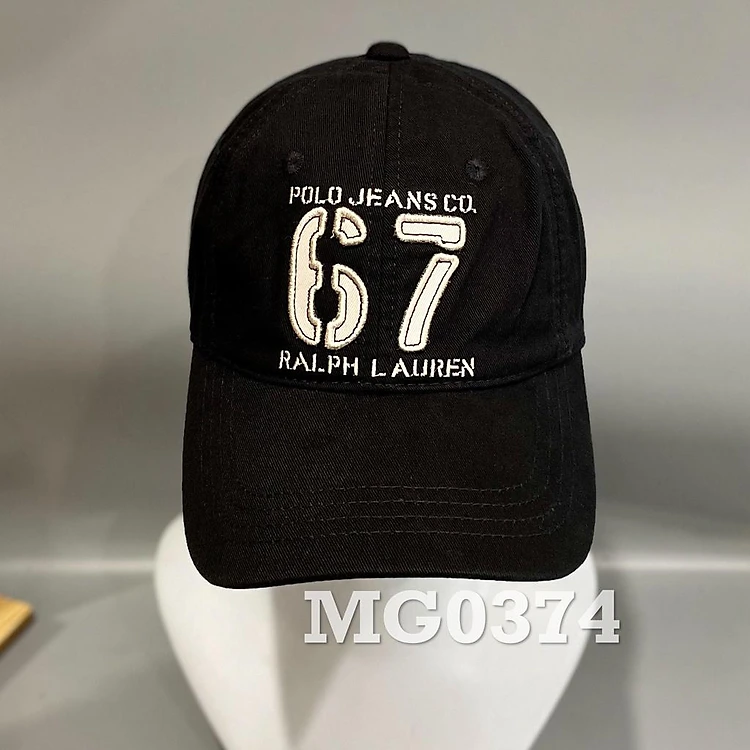 POLO JEANS CO.
67
RALPH LAUREN
MG0374